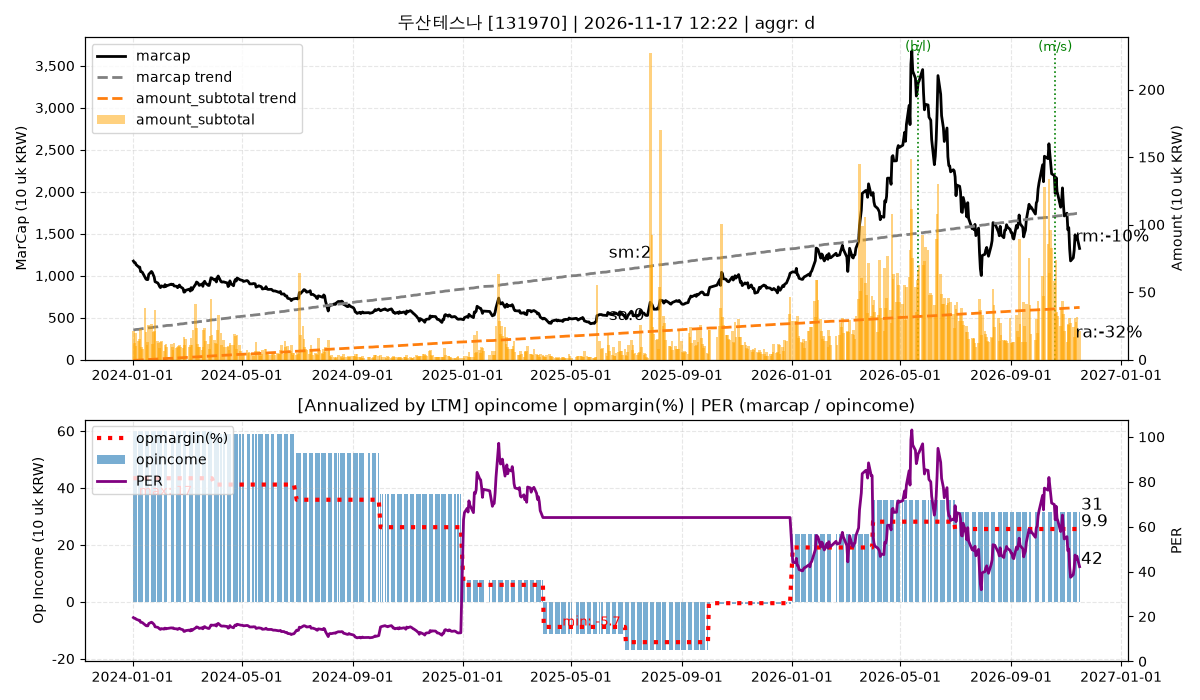 두산테스나 [131970] | 2026-11-17 12:22 | aggr: d
marcap
marcap trend
amount_subtotal trend
amount_subtotal
(b/l)
(m/s)
sm:2
rm:-10%
ra:-32%
MarCap (10 uk KRW)
Amount (10 uk KRW)
3,500
3,000
2,500
2,000
1,500
1,000
500
0
200
150
100
50
0
2024-01-01 2024-05-01 2024-09-01 2025-01-01 2025-05-01 2025-09-01 2026-01-01 2026-05-01 2026-09-01 2027-01-01
[Annualized by LTM] opincome | opmargin(%) | PER (marcap / opincome)
opmargin(%)
opincome
PER
min:-5.7
31
9.9
42
Op Income (10 uk KRW)
PER
60
40
20
0
-20
100
80
60
40
20
0
2024-01-01 2024-05-01 2024-09-01 2025-01-01 2025-05-01 2025-09-01 2026-01-01 2026-05-01 2026-09-01 2027-01-01